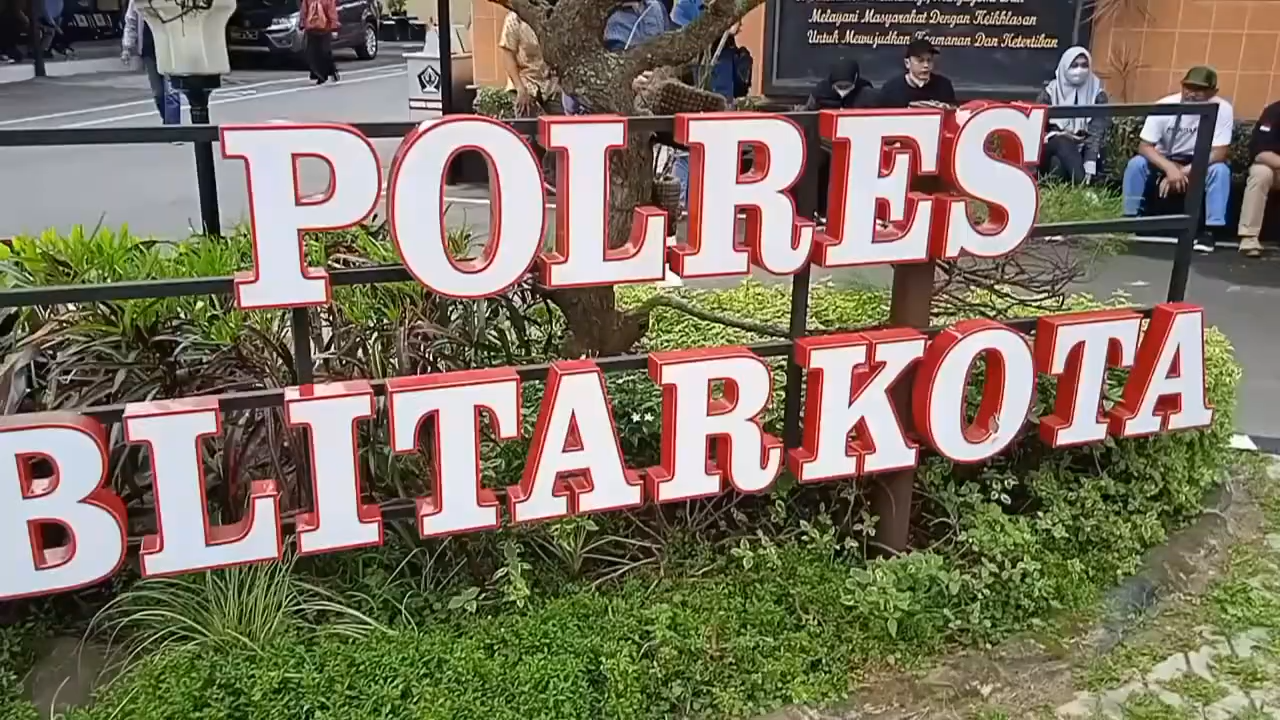 Melayani Masyarakat Dengan Keikhlasan
Untuk Mewujudkan Keamanan Dan Ketertiban
POLRES
BLITARKOTA